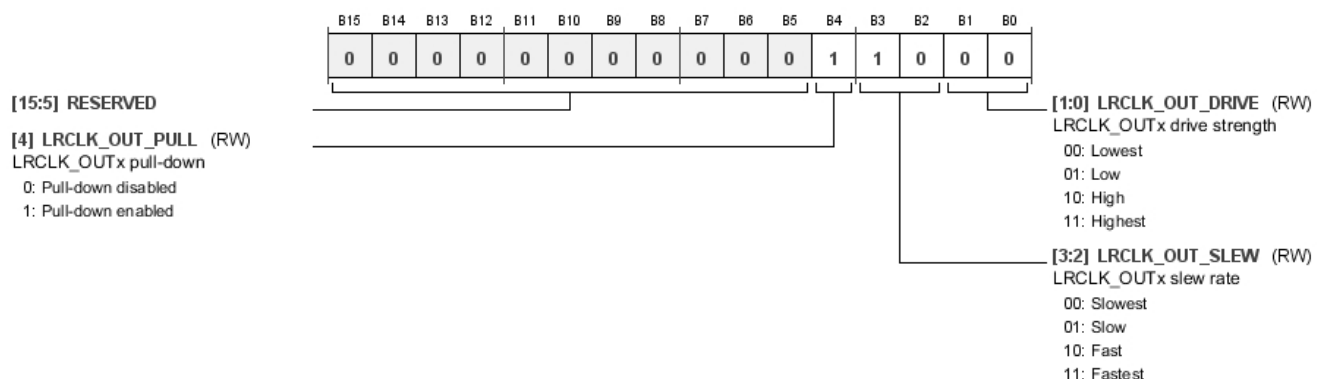 B15 B14 B13 B12 B11 B10 B9 B8 B7 B6 B5 B4 B3 B2 B1 B0
0 0 0 0 0 0 0 0 0 0 0 1 1 0 0 0
[15:5] RESERVED
[4] LRCLK_OUT_PULL (RW)
LRCLK_OUTx pull-down
0: Pull-down disabled
1: Pull-down enabled
[1:0] LRCLK_OUT_DRIVE (RW)
LRCLK_OUTx drive strength
00: Lowest
01: Low
10: High
11: Highest
[3:2] LRCLK_OUT_SLEW (RW)
LRCLK_OUTx slew rate
00: Slowest
01: Slow
10: Fast
11: Fastest